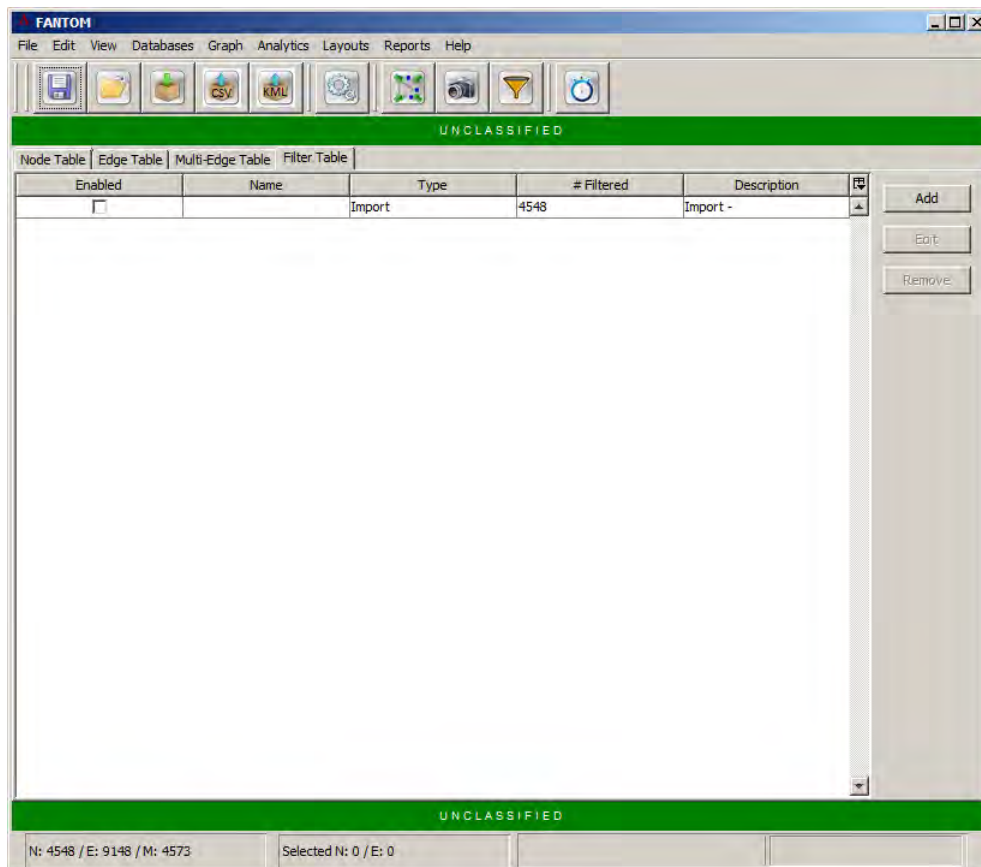 FANTOM
File Edit View Databases Graph Analytics Layouts Reports Help
CSV KML
UNCLASSIFIED
Node Table Edge Table Multi-Edge Table Filter Table
Enabled Name Type # Filtered Description
Import 4548 Import -
Add
Edit
Remove
UNCLASSIFIED
N: 4548 / E: 9148 / M: 4573 Selected N: 0 / E: 0